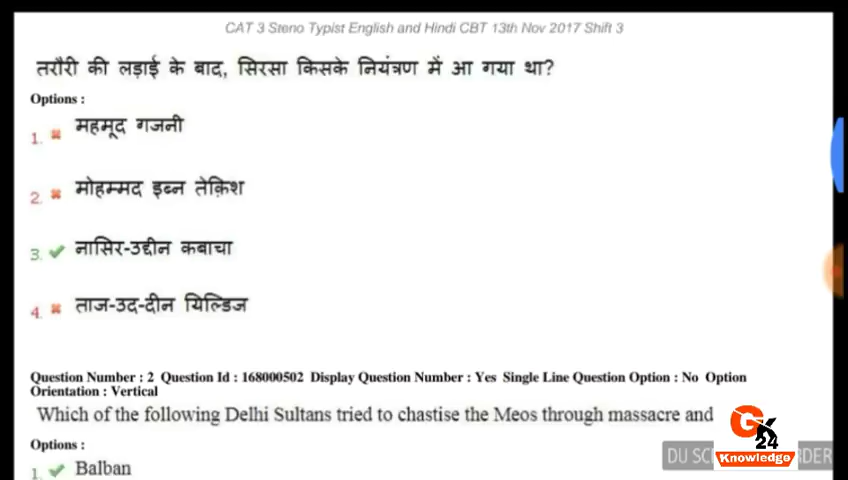 CAT 3 Steno Typist English and Hindi CBT 13th Nov 2017 Shift 3
तरौरी की लड़ाई के बाद, सिरसा किसके नियंत्रण में आ गया था?
Options :
1. महमूद गजनी
2. मोहम्मद इब्न तेक़िश
3. नासिर-उद्दीन कबाचा
4. ताज-उद-दीन यिल्डिज
Question Number : 2 Question Id : 168000502 Display Question Number : Yes Single Line Question Option : No Option
Orientation : Vertical
Which of the following Delhi Sultans tried to chastise the Meos through massacre and
Options :
1. Balban
GK
24
Knowledge
DU